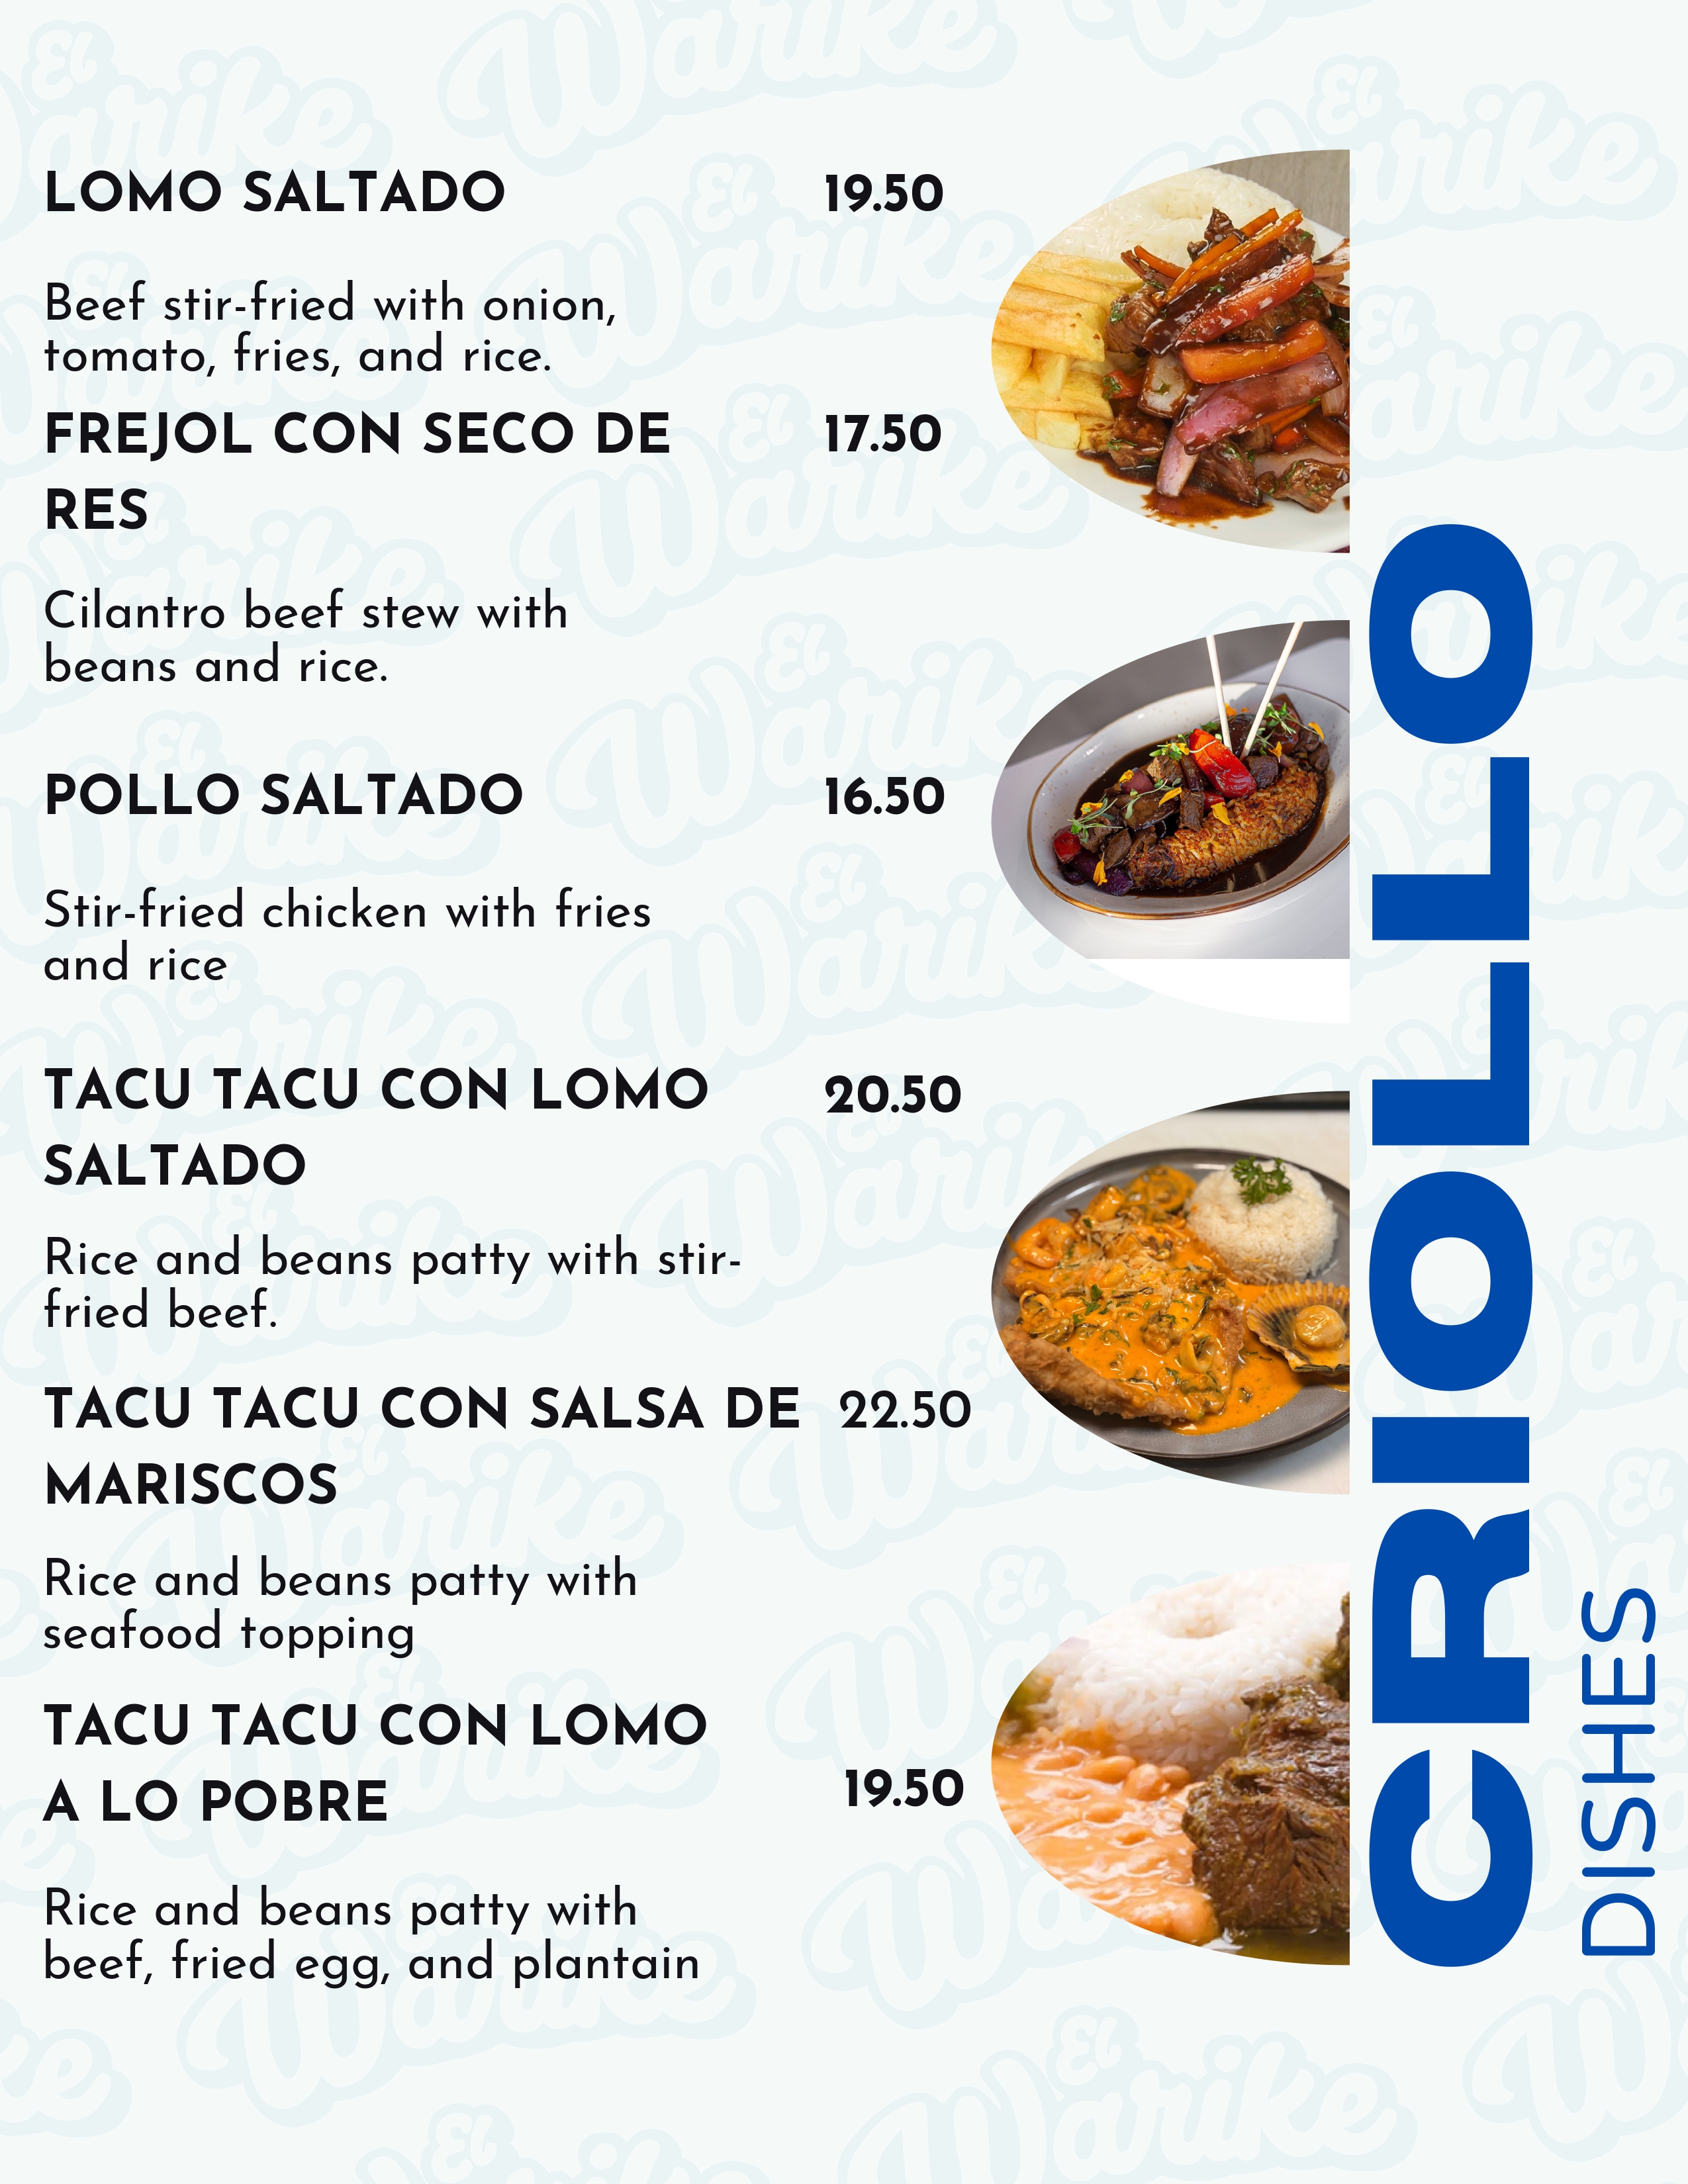 LOMO SALTADO 19.50
Beef stir-fried with onion,
tomato, fries, and rice.
FREJOL CON SECO DE 17.50
RES
Cilantro beef stew with
beans and rice.
POLLO SALTADO 16.50
Stir-fried chicken with fries
and rice
TACU TACU CON LOMO 20.50
SALTADO
Rice and beans patty with stir-
fried beef.
TACU TACU CON SALSA DE 22.50
MARISCOS
Rice and beans patty with
seafood topping
TACU TACU CON LOMO
A LO POBRE 19.50
Rice and beans patty with
beef, fried egg, and plantain
CRIOLLO
DISHES
El Warike